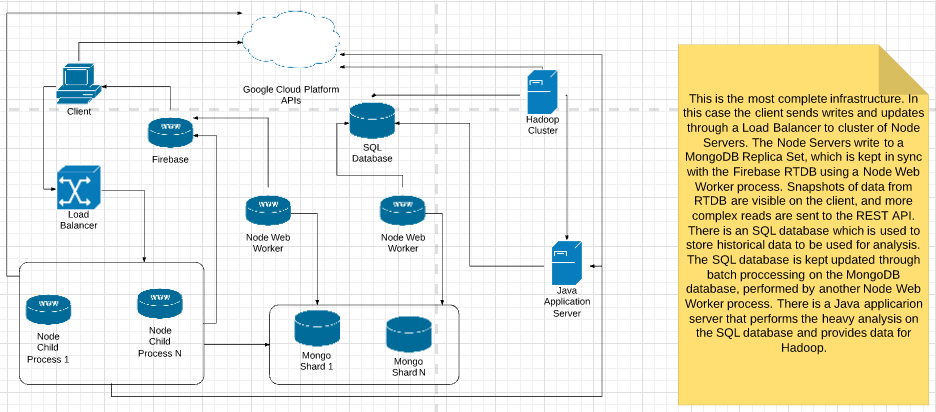 Google Cloud Platform
APIs
Client
WWW
Firebase
SQL
Database
Hadoop
Cluster
Load
Balancer
WWW
Node Web
Worker
WWW
Node Web
Worker
Java
Application
Server
WWW
Node
Child
Process 1
WWW
Node
Child
Process N
Mongo
Shard 1
Mongo
Shard N
This is the most complete infrastructure. In
this case the client sends writes and updates
through a Load Balancer to cluster of Node
Servers. The Node Servers write to a
MongoDB Replica Set, which is kept in sync
with the Firebase RTDB using a Node Web
Worker process. Snapshots of data from
RTDB are visible on the client, and more
complex reads are sent to the REST API.
There is an SQL database which is used to
store historical data to be used for analysis.
The SQL database is kept updated through
batch proccessing on the MongoDB
database, performed by another Node Web
Worker process. There is a Java applicarion
server that performs the heavy analysis on
the SQL database and provides data for
Hadoop.